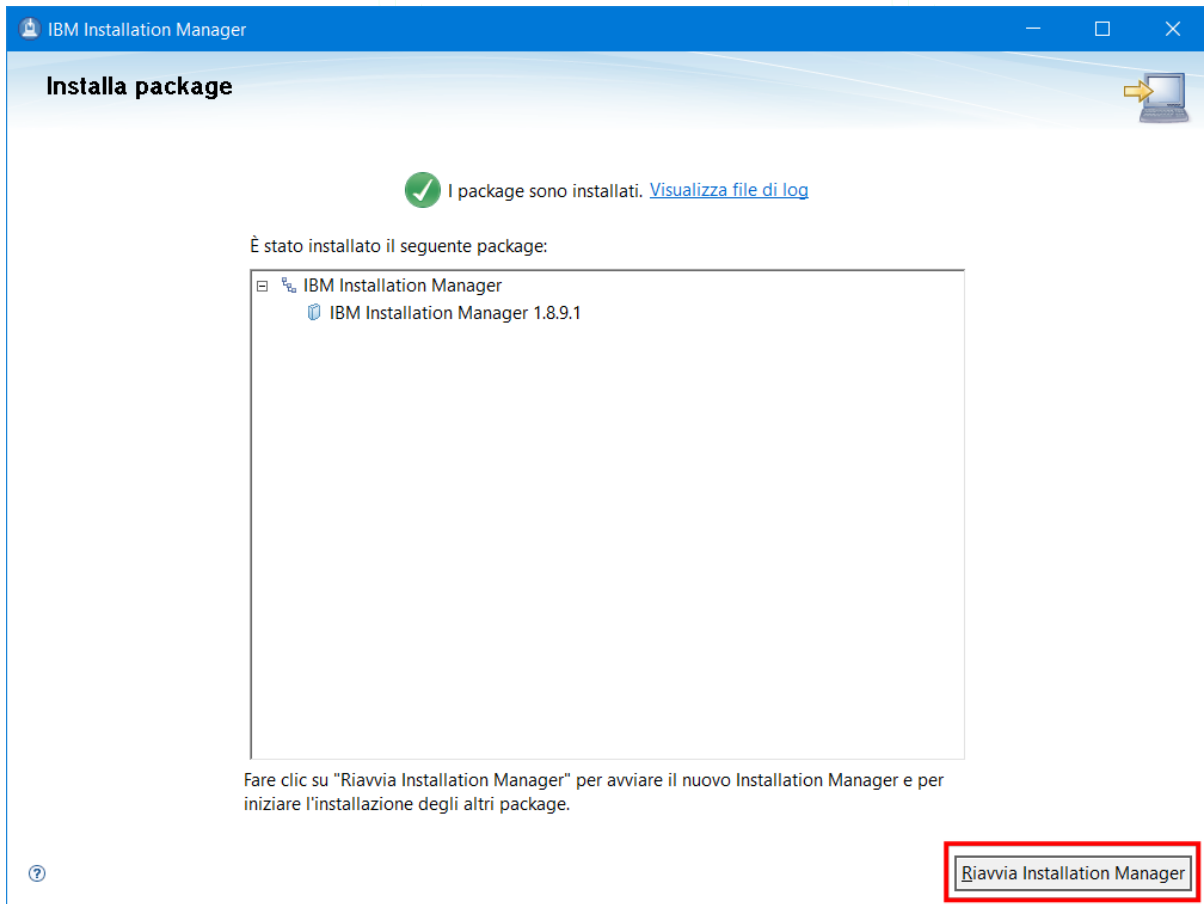 IBM Installation Manager
Installa package
I package sono installati. Visualizza file di log
È stato installato il seguente package:
IBM Installation Manager
IBM Installation Manager 1.8.9.1
Fare clic su "Riavvia Installation Manager" per avviare il nuovo Installation Manager e per
iniziare l'installazione degli altri package.
?
Riavvia Installation Manager